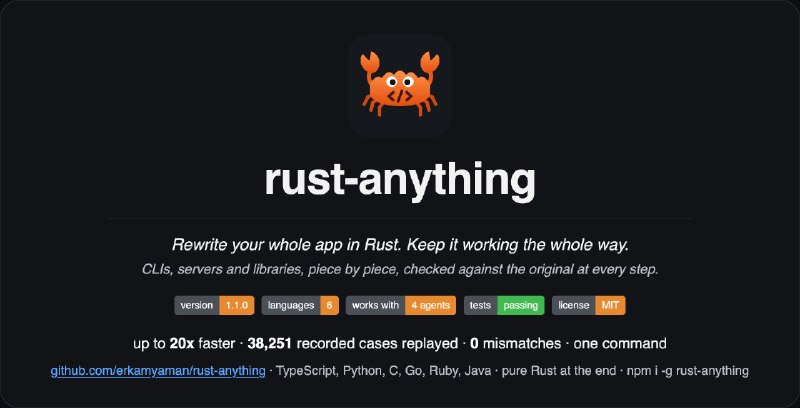 </>
rust-anything
Rewrite your whole app in Rust. Keep it working the whole way.
CLIs, servers and libraries, piece by piece, checked against the original at every step.
version 1.1.0 languages 6 works with 4 agents tests passing license MIT
up to 20x faster · 38,251 recorded cases replayed · 0 mismatches · one command
github.com/erkamyaman/rust-anything · TypeScript, Python, C, Go, Ruby, Java · pure Rust at the end · npm i -g rust-anything